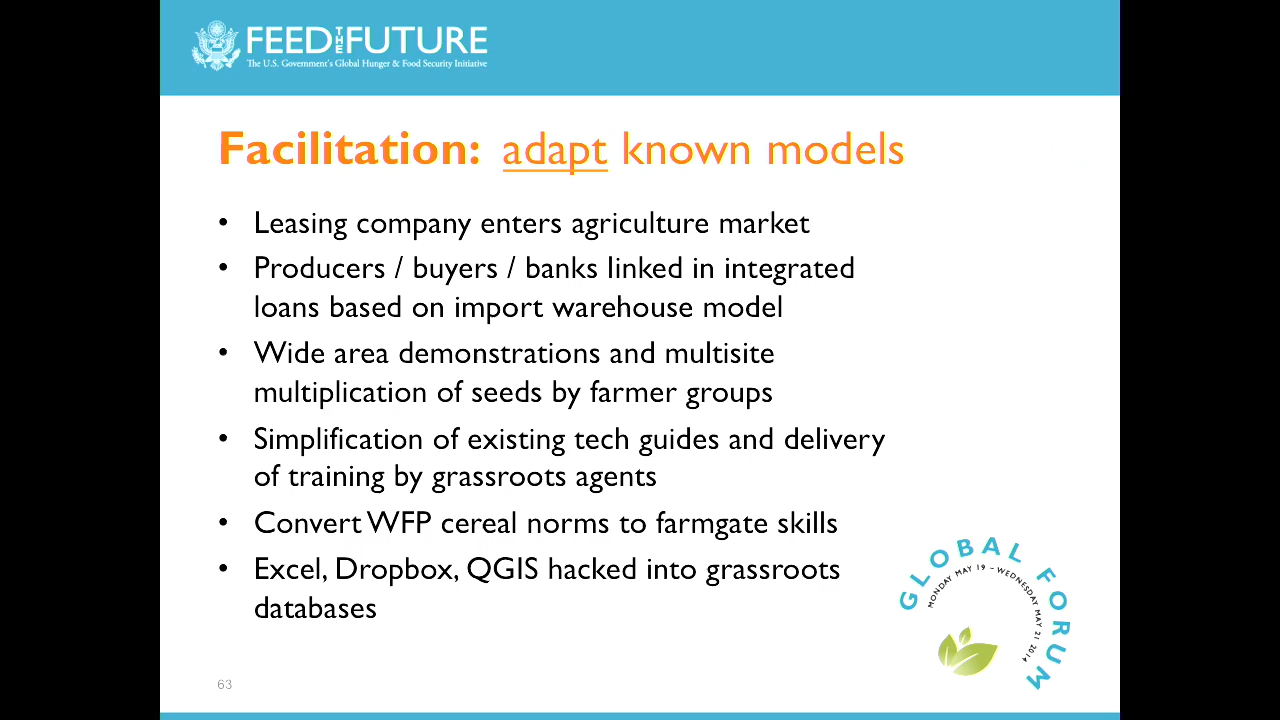 FEED THE FUTURE
The U.S. Government's Global Hunger & Food Security Initiative
Facilitation: adapt known models
• Leasing company enters agriculture market
• Producers / buyers / banks linked in integrated
loans based on import warehouse model
• Wide area demonstrations and multisite
multiplication of seeds by farmer groups
• Simplification of existing tech guides and delivery
of training by grassroots agents
• Convert WFP cereal norms to farmgate skills
• Excel, Dropbox, QGIS hacked into grassroots
databases
GLOBAL FORUM
MONDAY MAY 19 – WEDNESDAY MAY 21 2014
63